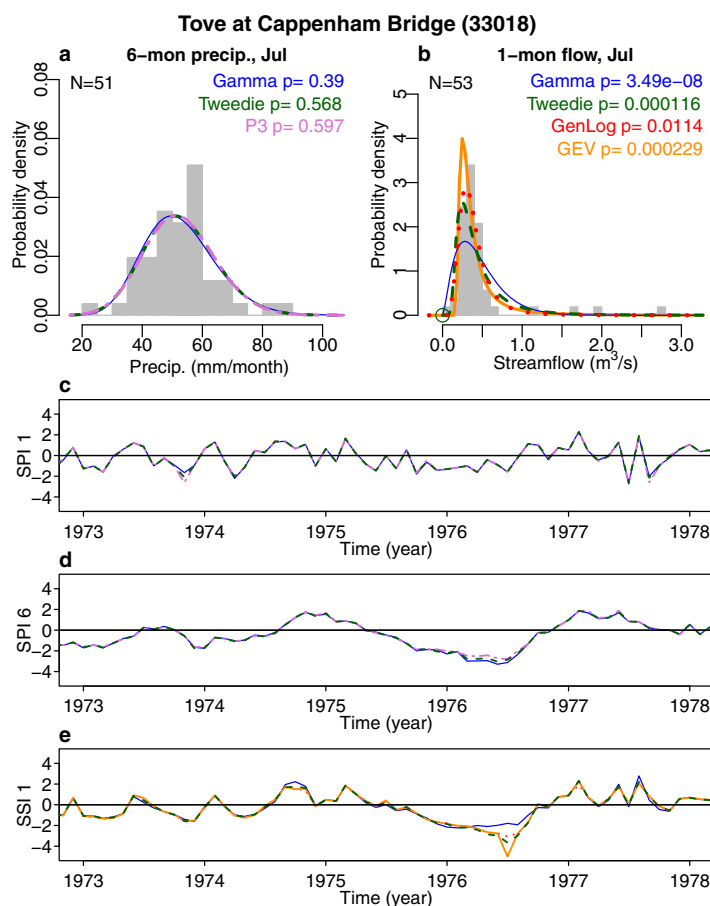 Tove at Cappenham Bridge (33018)
a 6−mon precip., Jul
N=51
Gamma p= 0.39
Tweedie p= 0.568
P3 p= 0.597
Probability density
0.00 0.02 0.04 0.06 0.08
20 40 60 80 100
Precip. (mm/month)
b 1−mon flow, Jul
N=53
Gamma p= 3.49e−08
Tweedie p= 0.000116
GenLog p= 0.0114
GEV p= 0.000229
Probability density
0 1 2 3 4 5
0.0 1.0 2.0 3.0
Streamflow (m³/s)
c
SPI 1
4
2
0
−2
−4
1973 1974 1975 1976 1977 1978
Time (year)
d
SPI 6
4
2
0
−2
−4
1973 1974 1975 1976 1977 1978
Time (year)
e
SSI 1
4
2
0
−2
−4
1973 1974 1975 1976 1977 1978
Time (year)